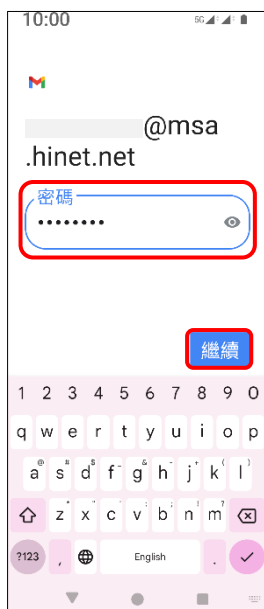 10:00
5G
@msa
.hinet.net
密碼
••••••••
繼續
1 2 3 4 5 6 7 8 9 0
q w e r t y u i o p
@ # $ - & - + ( )
a s d f g h j k l
* " ' : ; ! ?
z x c v b n m
?123 , English .